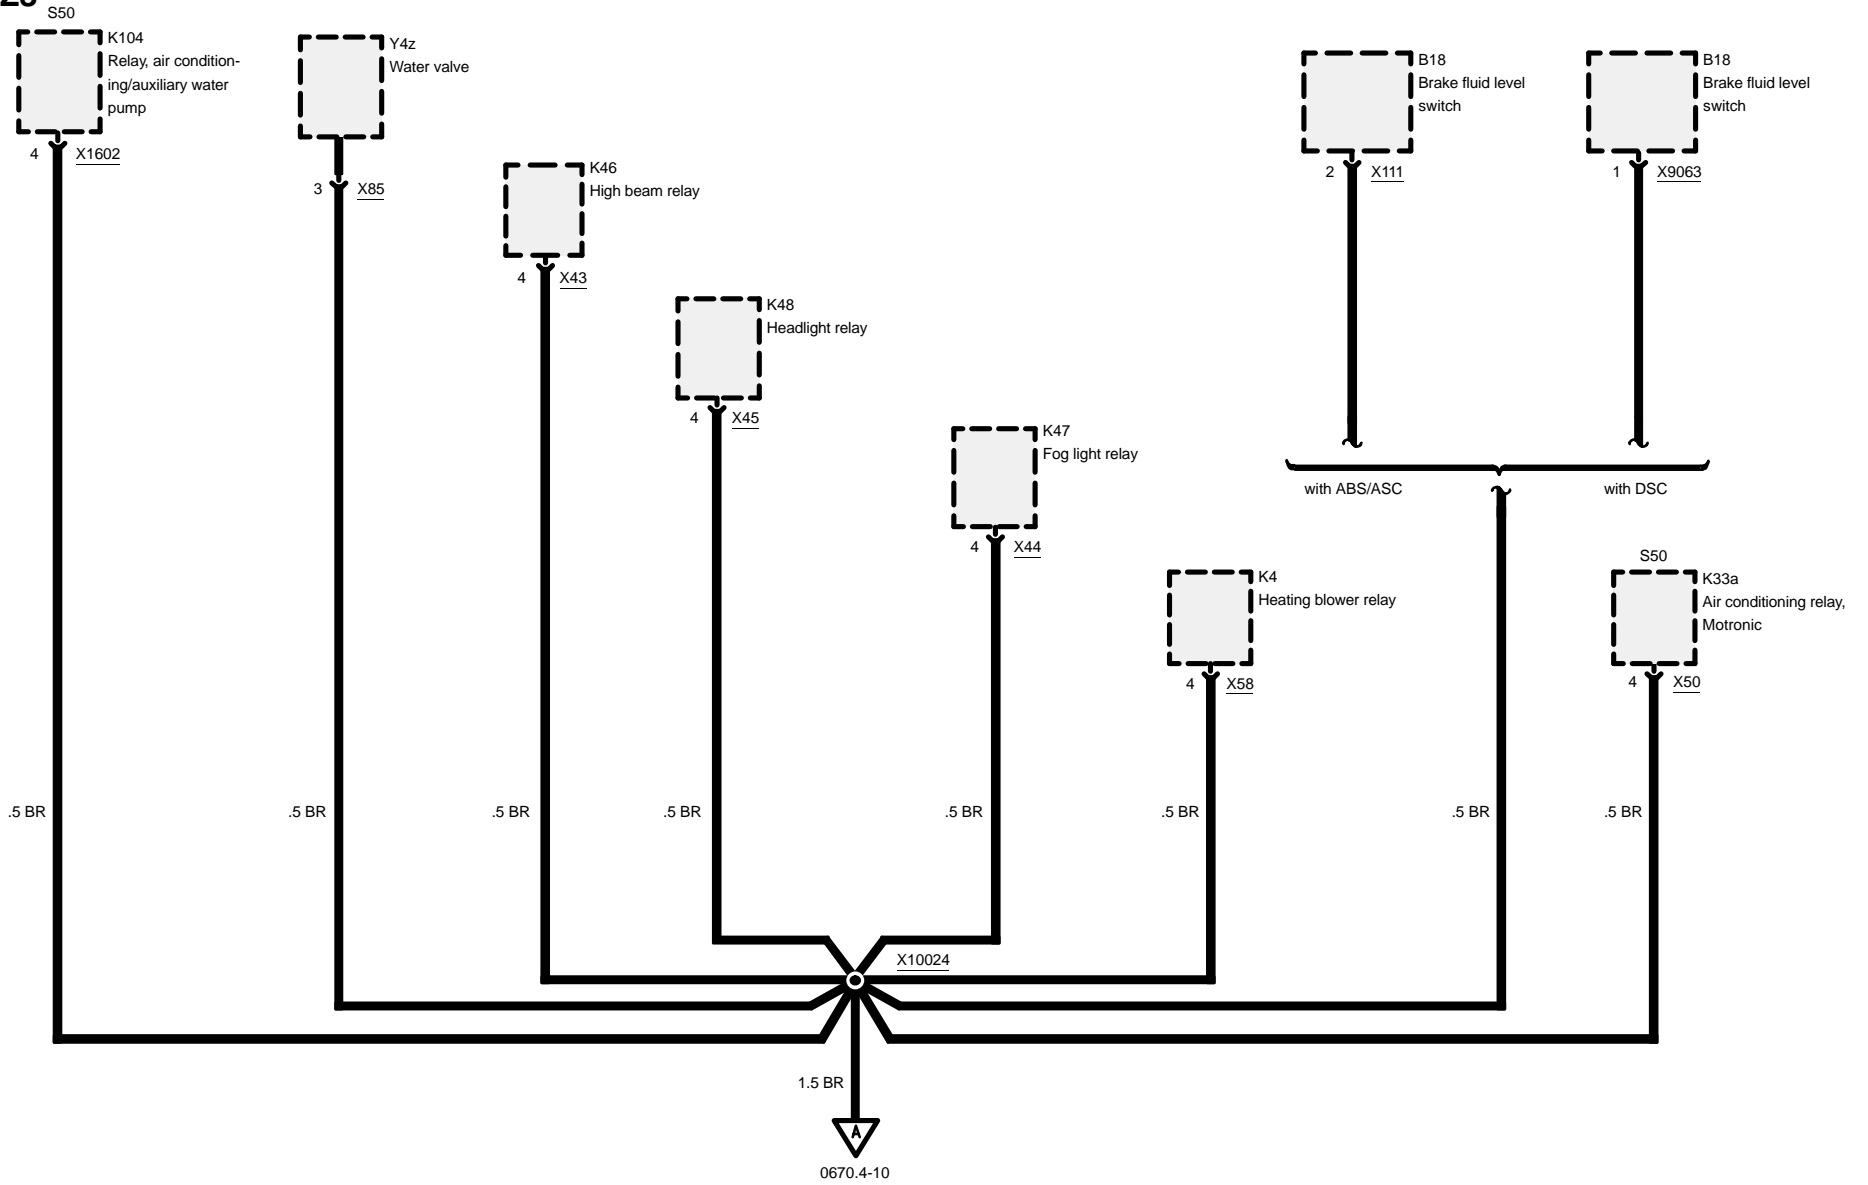 S50
K104
Relay, air condition-
ing/auxiliary water
pump
4 X1602
Y4z
Water valve
3 X85
K46
High beam relay
4 X43
K48
Headlight relay
4 X45
K47
Fog light relay
4 X44
B18
Brake fluid level
switch
2 X111
B18
Brake fluid level
switch
1 X9063
with ABS/ASC
with DSC
K4
Heating blower relay
4 X58
S50
K33a
Air conditioning relay,
Motronic
4 X50
.5 BR
.5 BR
.5 BR
.5 BR
.5 BR
.5 BR
.5 BR
.5 BR
X10024
1.5 BR
A
0670.4-10